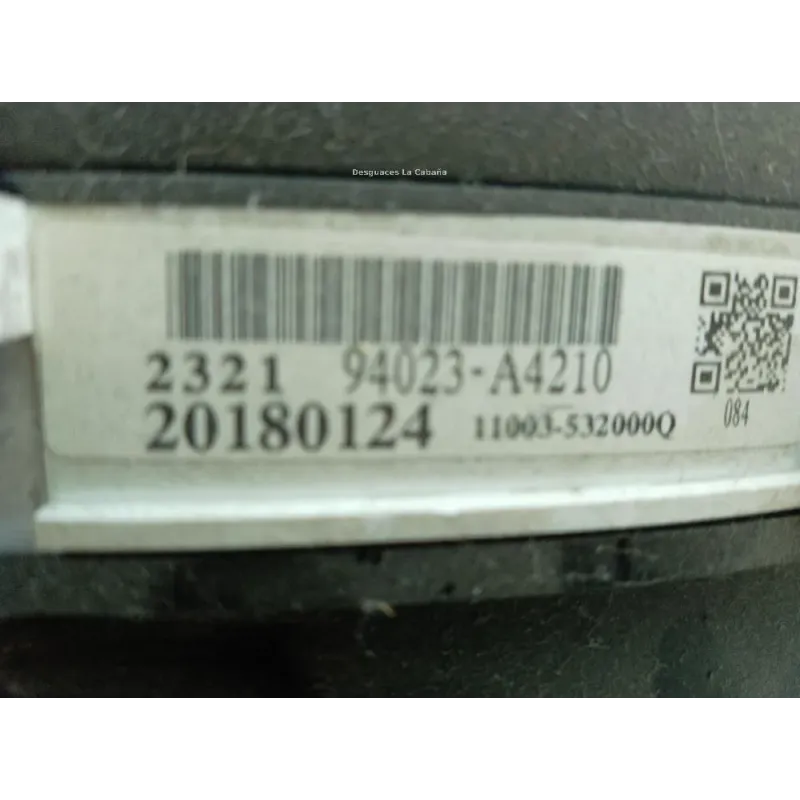 Desguaces La Cabaña
2321 94023-A4210
20180124 11003-532000Q
084